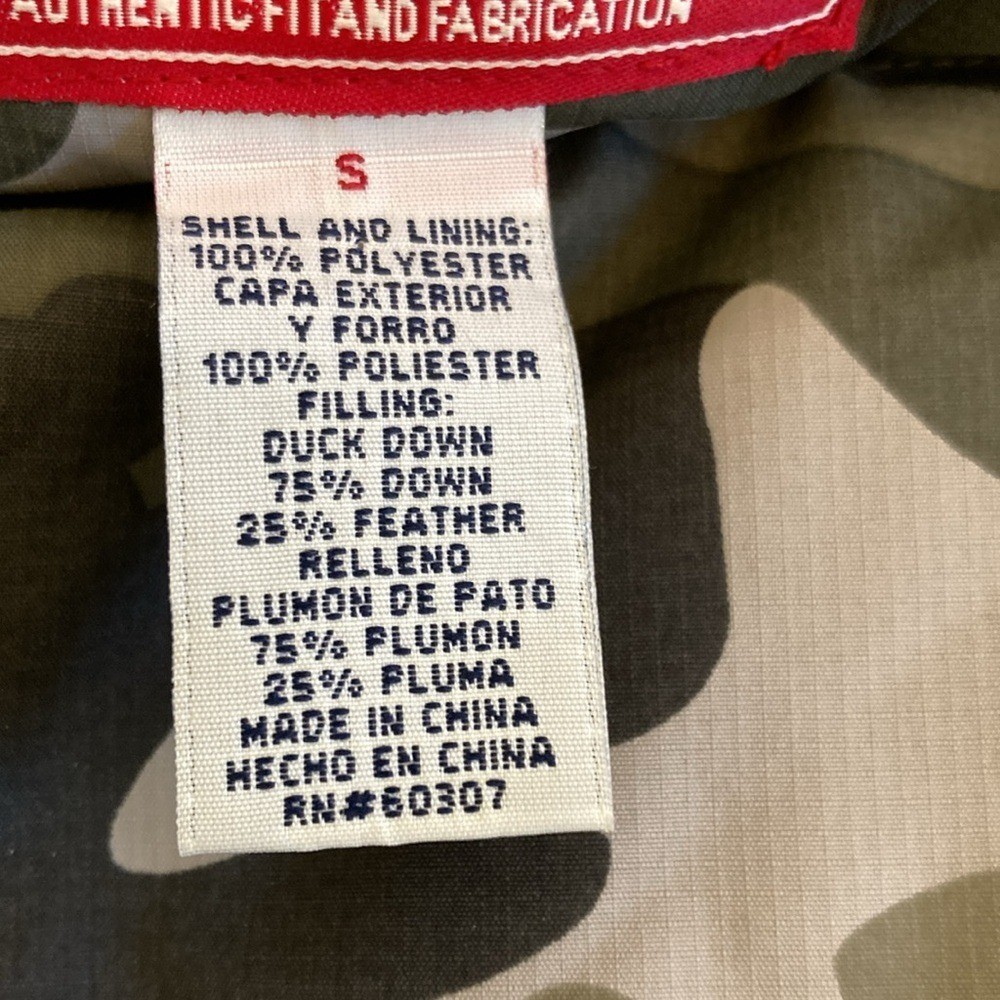 AUTHENTIC FIT AND FABRICATION
S
SHELL AND LINING:
100% POLYESTER
CAPA EXTERIOR
Y FORRO
100% POLIESTER
FILLING:
DUCK DOWN
75% DOWN
25% FEATHER
RELLENO
PLUMON DE PATO
75% PLUMON
25% PLUMA
MADE IN CHINA
HECHO EN CHINA
RN#60307